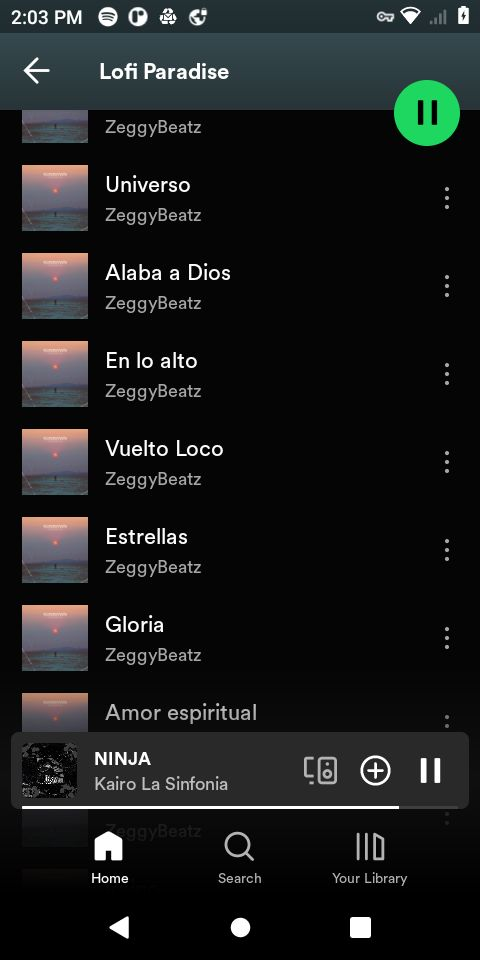 2:03 PM
Lofi Paradise
ZeggyBeatz
Universo
ZeggyBeatz
Alaba a Dios
ZeggyBeatz
En lo alto
ZeggyBeatz
Vuelto Loco
ZeggyBeatz
Estrellas
ZeggyBeatz
Gloria
ZeggyBeatz
Amor espiritual
NINJA
Kairo La Sinfonia
ZeggyBeatz
Home
Search
Your Library